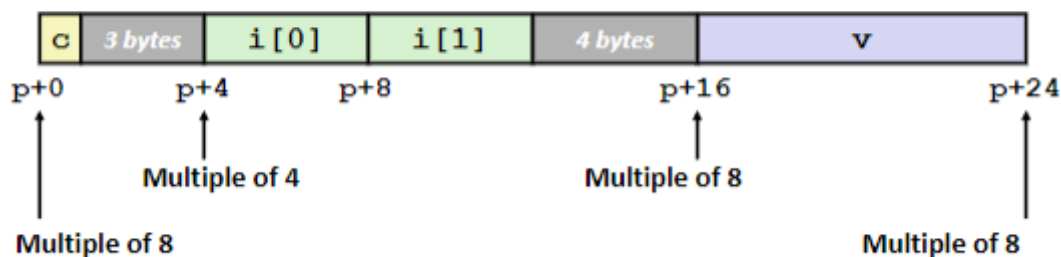 c 3 bytes i[0] i[1] 4 bytes v
p+0 p+4 p+8 p+16 p+24
Multiple of 4 Multiple of 8
Multiple of 8 Multiple of 8